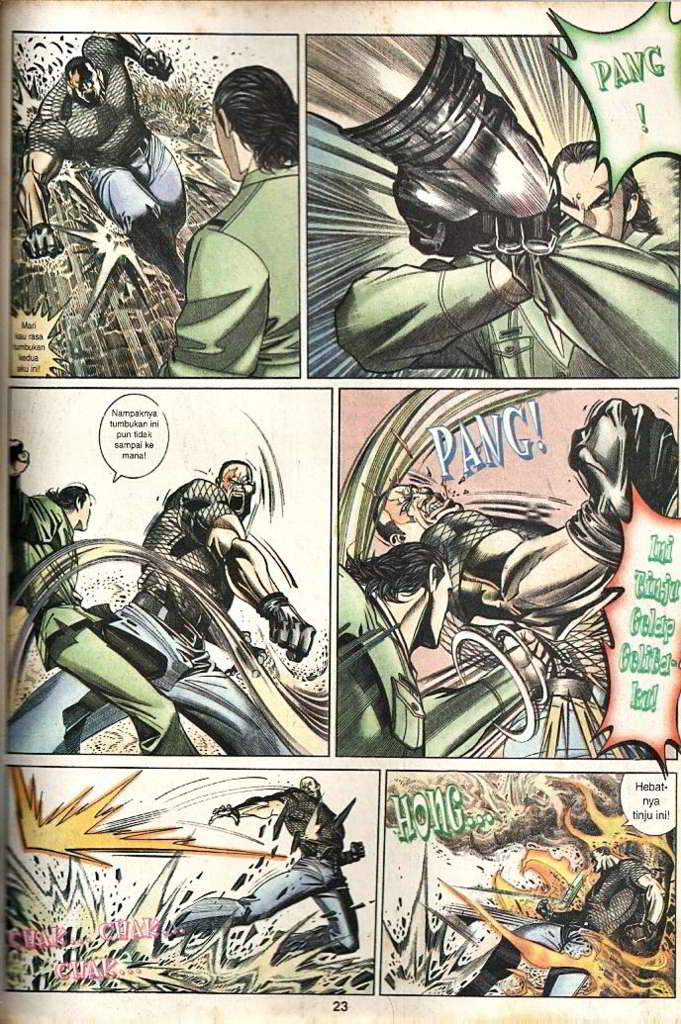 PANG
!
Mari
kau rasa
tumbukan
kedua
aku ini!
Nampaknya
tumbukan ini
pun tidak
sampai ke
mana!
PANG!
Ini
Tinju
Gelap
Gelita-
ku!
CHAK... CHAK...
CHAK...
HONG...
Hebat-
nya
tinju ini!
23